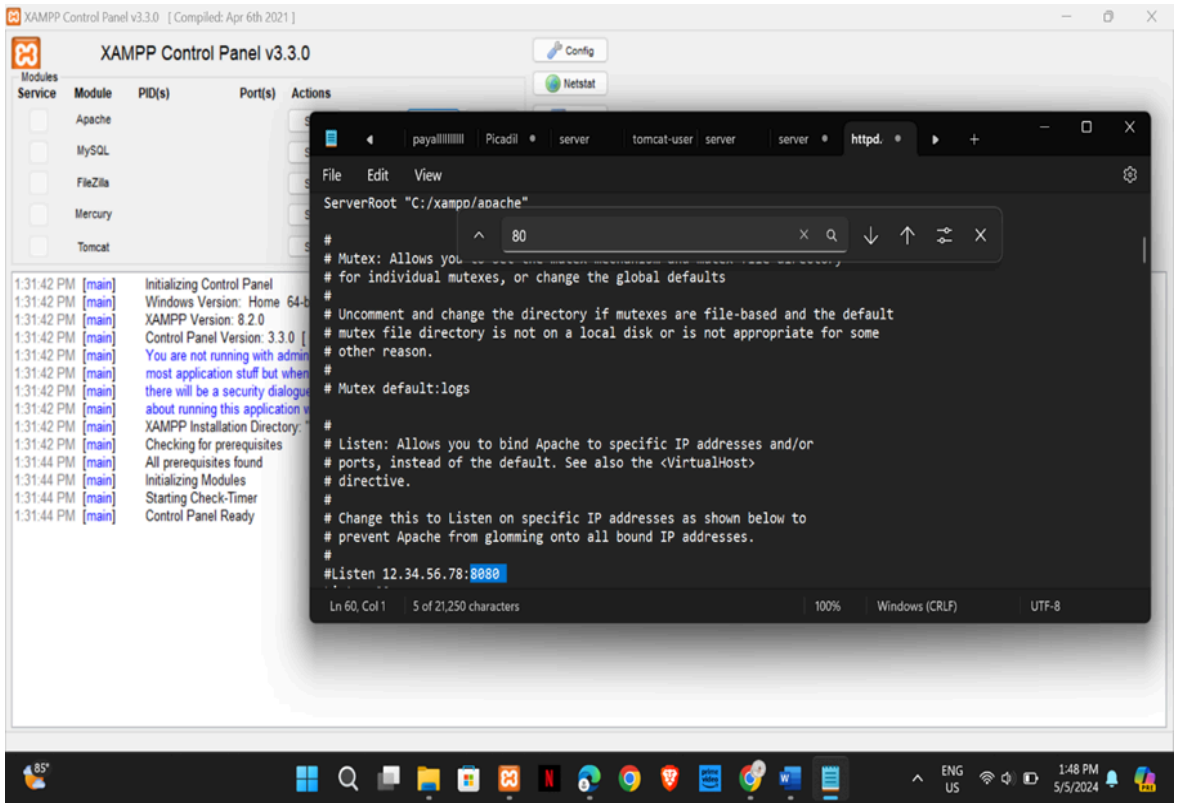 XAMPP Control Panel v3.3.0 [ Compiled: Apr 6th 2021 ]
XAMPP Control Panel v3.3.0
Config
Netstat
Modules
Service Module PID(s) Port(s) Actions
Apache
MySQL
FileZilla
Mercury
Tomcat
1:31:42 PM [main] Initializing Control Panel
1:31:42 PM [main] Windows Version: Home 64-b
1:31:42 PM [main] XAMPP Version: 8.2.0
1:31:42 PM [main] Control Panel Version: 3.3.0 [
1:31:42 PM [main] You are not running with admin
1:31:42 PM [main] most application stuff but when
1:31:42 PM [main] there will be a security dialogue
1:31:42 PM [main] about running this application w
1:31:42 PM [main] XAMPP Installation Directory: "
1:31:42 PM [main] Checking for prerequisites
1:31:44 PM [main] All prerequisites found
1:31:44 PM [main] Initializing Modules
1:31:44 PM [main] Starting Check-Timer
1:31:44 PM [main] Control Panel Ready
Picadil server tomcat-user server server httpd.
File Edit View
ServerRoot "C:/xampp/apache"
80
#
# Mutex: Allows you to set the mutex mechanism and mutex file directory
# for individual mutexes, or change the global defaults
#
# Uncomment and change the directory if mutexes are file-based and the default
# mutex file directory is not on a local disk or is not appropriate for some
# other reason.
#
# Mutex default:logs
#
# Listen: Allows you to bind Apache to specific IP addresses and/or
# ports, instead of the default. See also the <VirtualHost>
# directive.
#
# Change this to Listen on specific IP addresses as shown below to
# prevent Apache from glomming onto all bound IP addresses.
#
#Listen 12.34.56.78:8080
Ln 60, Col 1 5 of 21,250 characters 100% Windows (CRLF) UTF-8
85°
ENG
US
1:48 PM
5/5/2024